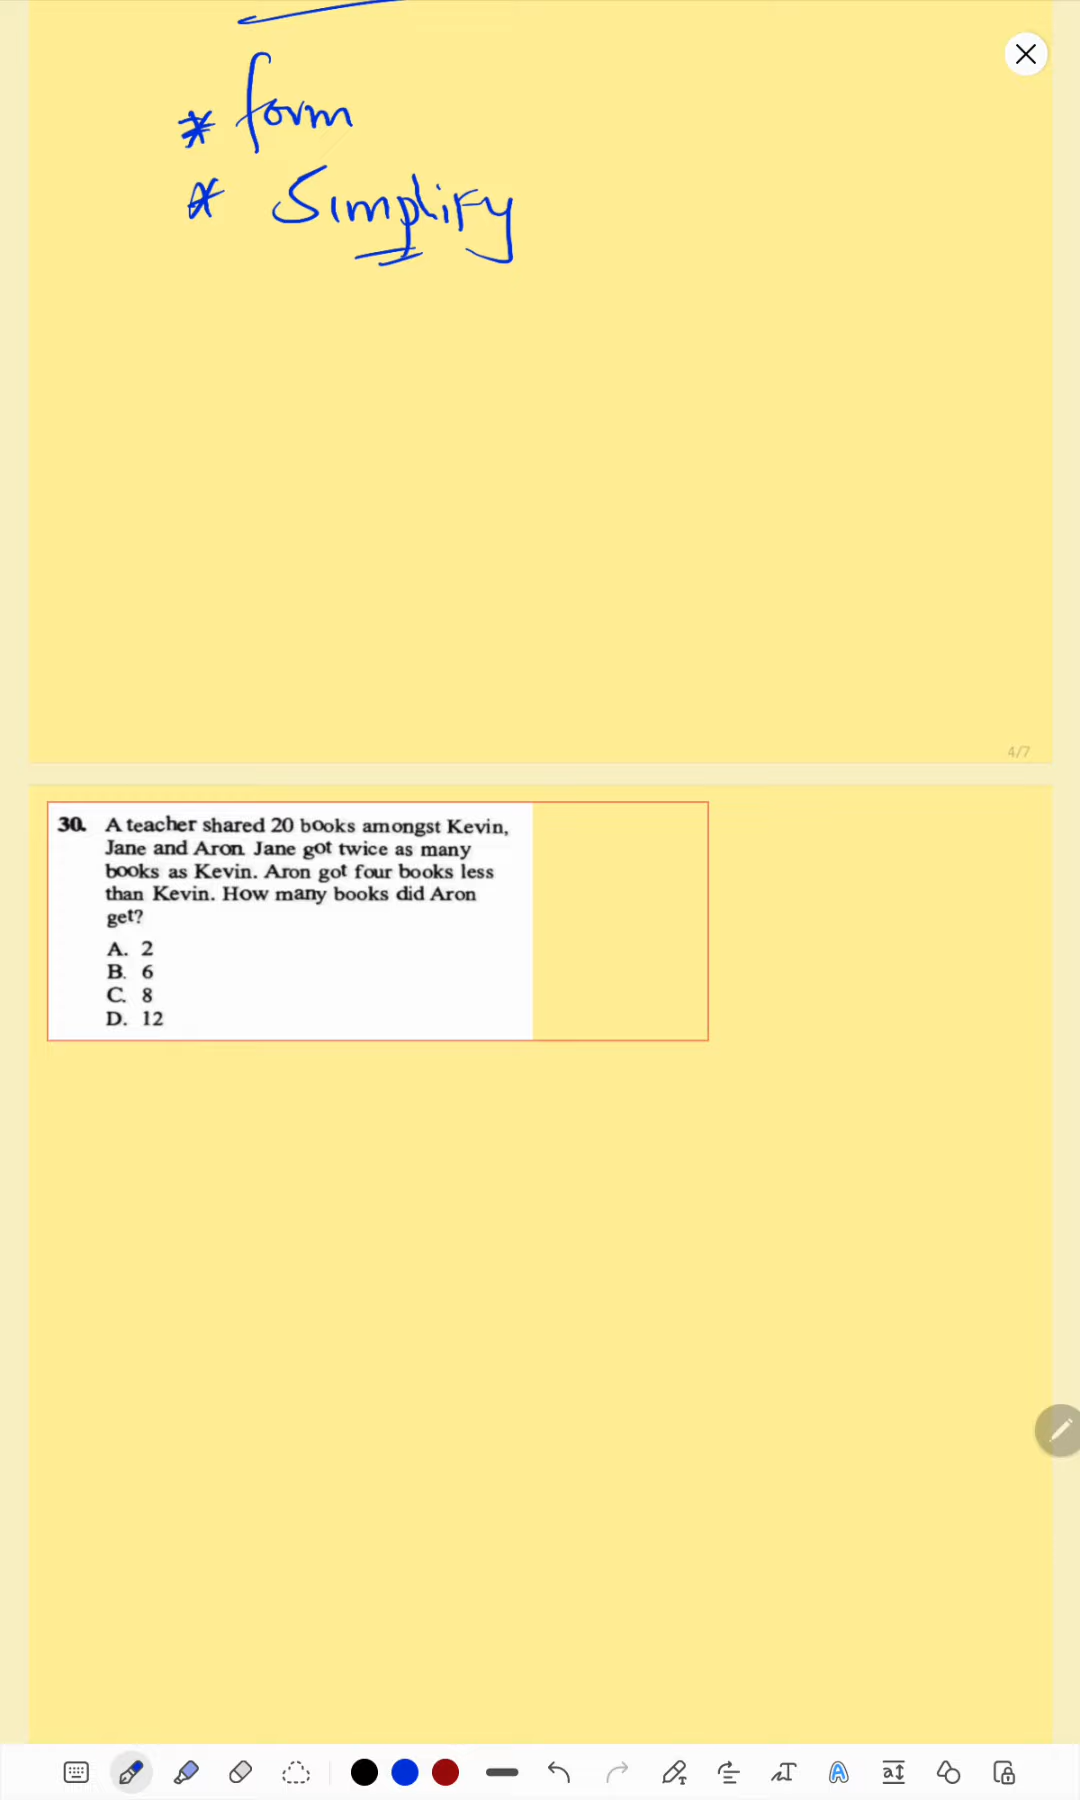 * form
* Simplify
4/7
30. A teacher shared 20 books amongst Kevin,
Jane and Aron. Jane got twice as many
books as Kevin. Aron got four books less
than Kevin. How many books did Aron
get?
A. 2
B. 6
C. 8
D. 12